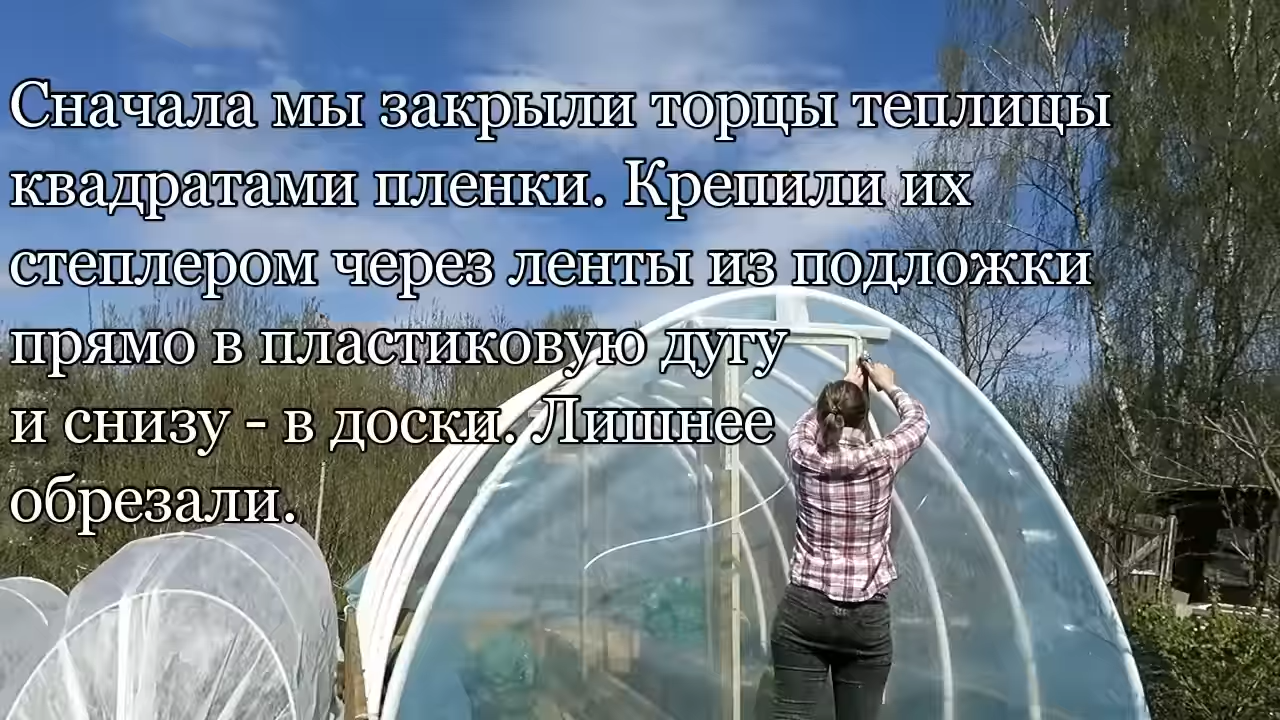 Сначала мы закрыли торцы теплицы
квадратами пленки. Крепили их
степлером через ленты из подложки
прямо в пластиковую дугу
и снизу - в доски. Лишнее
обрезали.